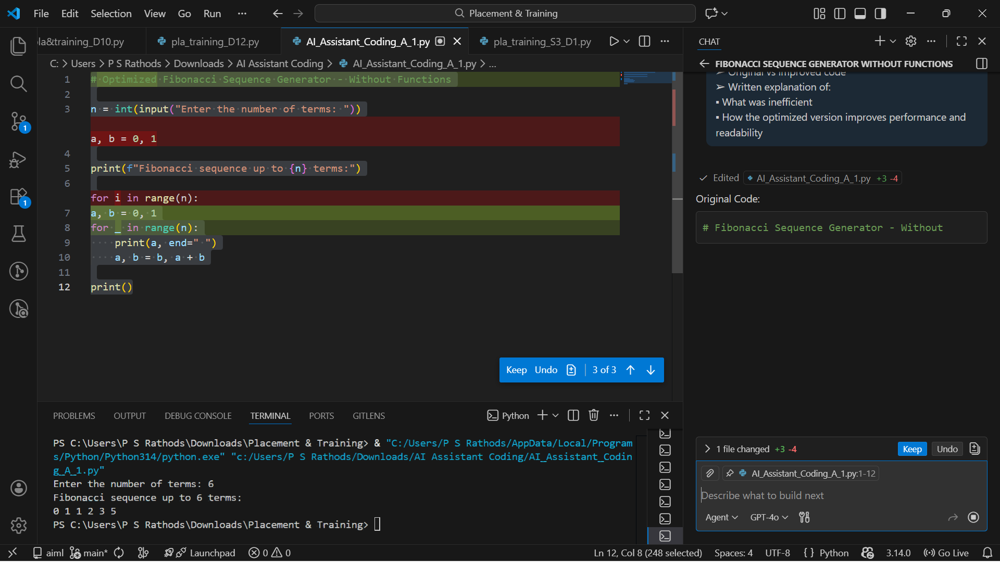 File Edit Selection View Go Run ··· Placement & Training
la&training_D10.py pla_training_D12.py AI_Assistant_Coding_A_1.py pla_training_S3_D1.py
C: > Users > P S Rathods > Downloads > AI Assistant Coding > AI_Assistant_Coding_A_1.py > ...
1 # Optimized Fibonacci Sequence Generator - Without Functions
2
3 n = int(input("Enter the number of terms: "))
a, b = 0, 1
4
5 print(f"Fibonacci sequence up to {n} terms:")
6
for i in range(n):
7 a, b = 0, 1
8 for _ in range(n):
9 print(a, end=" ")
10 a, b = b, a + b
11
12 print()
Keep Undo 3 of 3
PROBLEMS OUTPUT DEBUG CONSOLE TERMINAL PORTS GITLENS Python
PS C:\Users\P S Rathods\Downloads\Placement & Training> & "C:/Users/P S Rathods/AppData/Local/Program
s/Python/Python314/python.exe" "c:/Users/P S Rathods/Downloads/AI Assistant Coding/AI_Assistant_Codin
g_A_1.py"
Enter the number of terms: 6
Fibonacci sequence up to 6 terms:
0 1 1 2 3 5
PS C:\Users\P S Rathods\Downloads\Placement & Training>
CHAT
FIBONACCI SEQUENCE GENERATOR WITHOUT FUNCTIONS
➢ Original vs improved code
➢ Written explanation of:
▪ What was inefficient
▪ How the optimized version improves performance and
readability
Edited AI_Assistant_Coding_A_1.py +3 -4
Original Code:
# Fibonacci Sequence Generator - Without
1 file changed +3 -4 Keep Undo
AI_Assistant_Coding_A_1.py:1-12
Describe what to build next
Agent GPT-4o
1
1
aiml main* Launchpad 0 0 Ln 12, Col 8 (248 selected) Spaces: 4 UTF-8 { } Python 3.14.0 Go Live